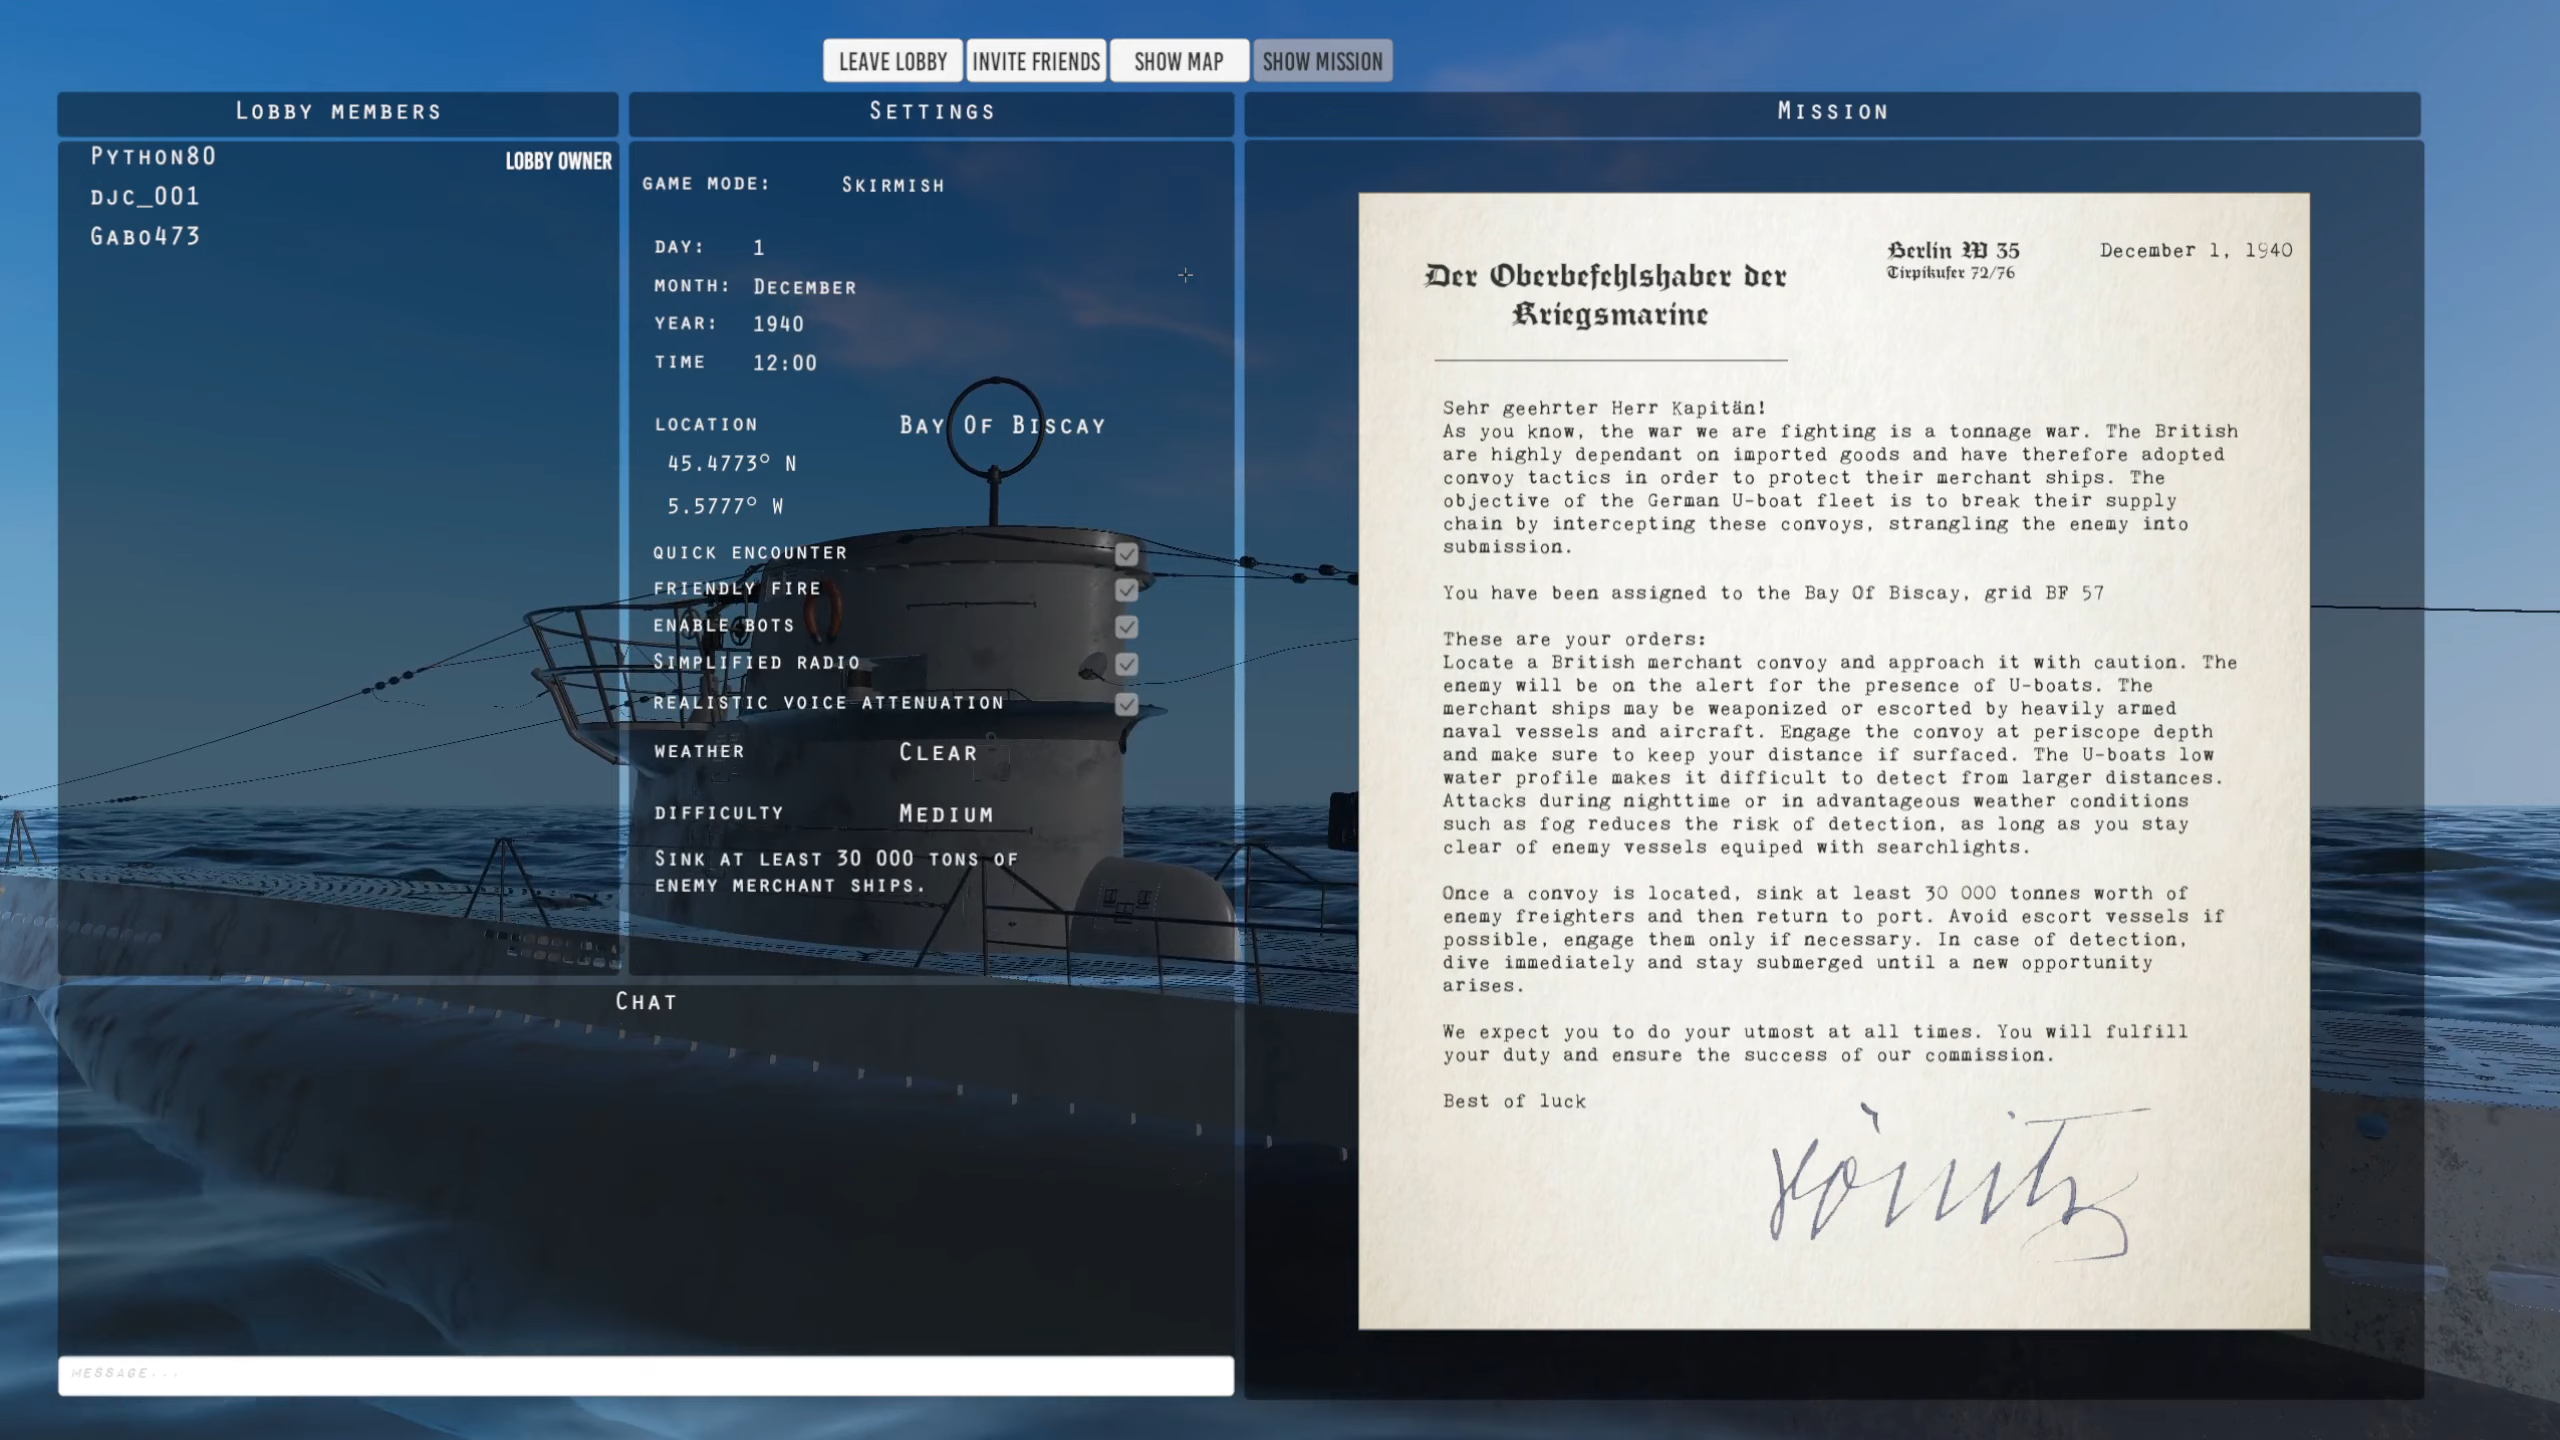 LEAVE LOBBY
INVITE FRIENDS
SHOW MAP
SHOW MISSION
LOBBY MEMBERS
PYTHON80
LOBBY OWNER
DJC_001
GABO473
SETTINGS
GAME MODE: SKIRMISH
DAY: 1
MONTH: DECEMBER
YEAR: 1940
TIME 12:00
LOCATION BAY OF BISCAY
45.4773° N
5.5777° W
QUICK ENCOUNTER
FRIENDLY FIRE
ENABLE BOTS
SIMPLIFIED RADIO
REALISTIC VOICE ATTENUATION
WEATHER CLEAR
DIFFICULTY MEDIUM
SINK AT LEAST 30 000 TONS OF
ENEMY MERCHANT SHIPS.
CHAT
MESSAGE...
MISSION
Der Oberbefehlshaber der
Kriegsmarine
Berlin W 35
Tirpitzufer 72/76
December 1, 1940
Sehr geehrter Herr Kapitän!
As you know, the war we are fighting is a tonnage war. The British
are highly dependant on imported goods and have therefore adopted
convoy tactics in order to protect their merchant ships. The
objective of the German U-boat fleet is to break their supply
chain by intercepting these convoys, strangling the enemy into
submission.
You have been assigned to the Bay Of Biscay, grid BF 57
These are your orders:
Locate a British merchant convoy and approach it with caution. The
enemy will be on the alert for the presence of U-boats. The
merchant ships may be weaponized or escorted by heavily armed
naval vessels and aircraft. Engage the convoy at periscope depth
and make sure to keep your distance if surfaced. The U-boats low
water profile makes it difficult to detect from larger distances.
Attacks during nighttime or in advantageous weather conditions
such as fog reduces the risk of detection, as long as you stay
clear of enemy vessels equiped with searchlights.
Once a convoy is located, sink at least 30 000 tonnes worth of
enemy freighters and then return to port. Avoid escort vessels if
possible, engage them only if necessary. In case of detection,
dive immediately and stay submerged until a new opportunity
arises.
We expect you to do your utmost at all times. You will fulfill
your duty and ensure the success of our commission.
Best of luck
Dönitz